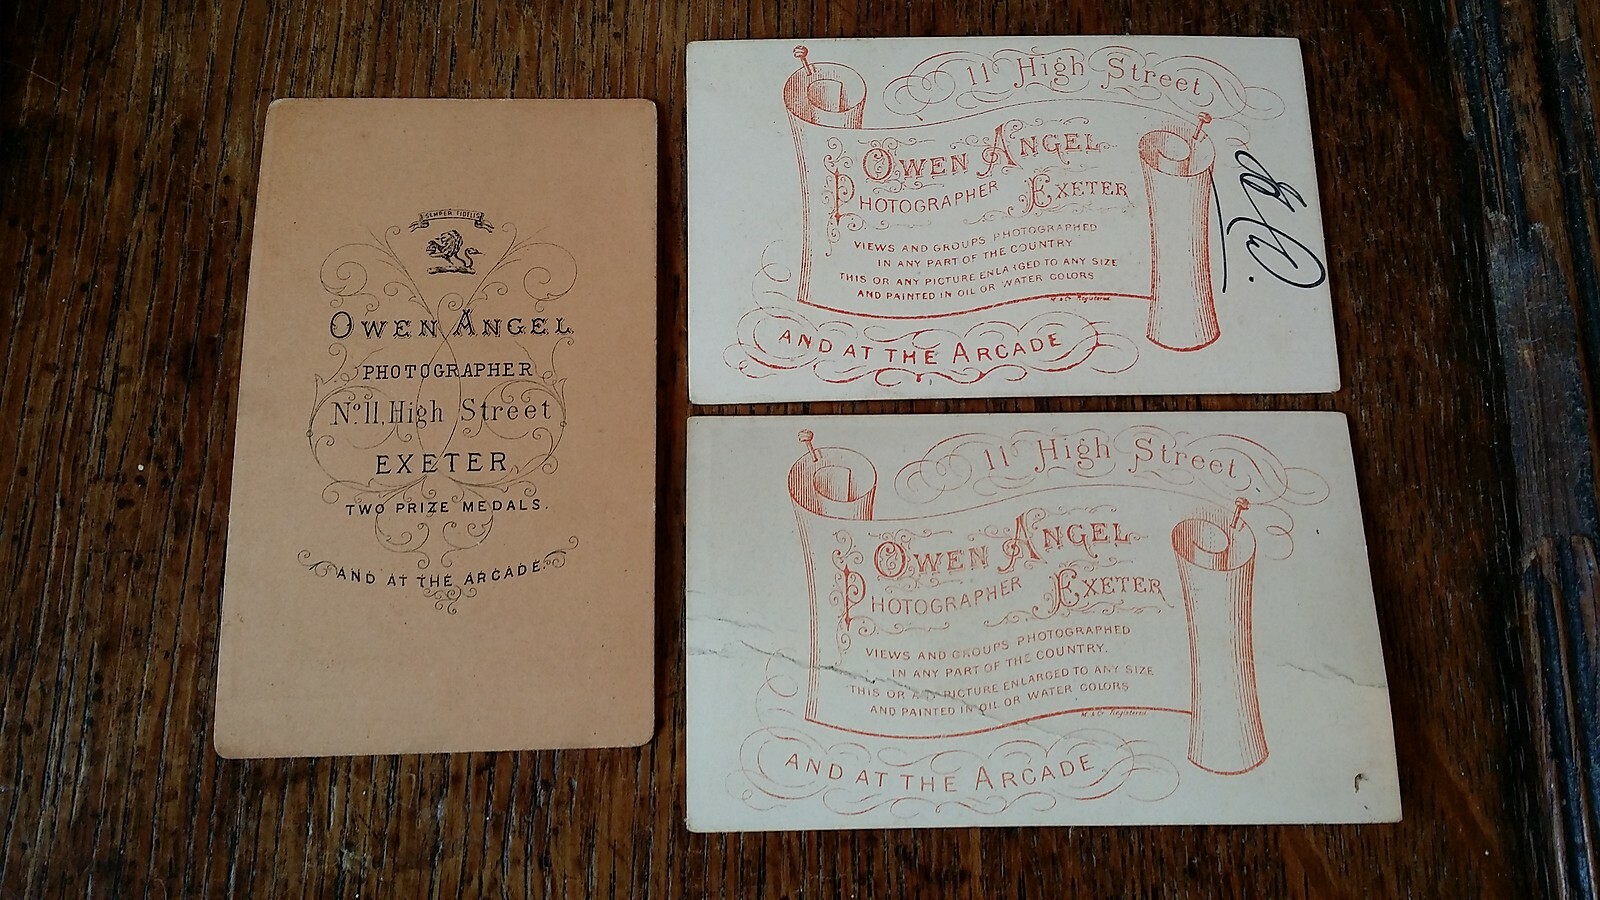 SEMPER FIDELIS
OWEN ANGEL,
PHOTOGRAPHER
No. 11, High Street
EXETER,
TWO PRIZE MEDALS.
AND AT THE ARCADE.
11 High Street,
OWEN ANGEL
PHOTOGRAPHER EXETER
VIEWS AND GROUPS PHOTOGRAPHED
IN ANY PART OF THE COUNTRY
THIS OR ANY PICTURE ENLARGED TO ANY SIZE
AND PAINTED IN OIL OR WATER COLORS
Registered
AND AT THE ARCADE
11 High Street,
OWEN ANGEL
PHOTOGRAPHER EXETER
VIEWS AND GROUPS PHOTOGRAPHED
IN ANY PART OF THE COUNTRY.
THIS OR ANY PICTURE ENLARGED TO ANY SIZE
AND PAINTED IN OIL OR WATER COLORS
Registered
AND AT THE ARCADE,